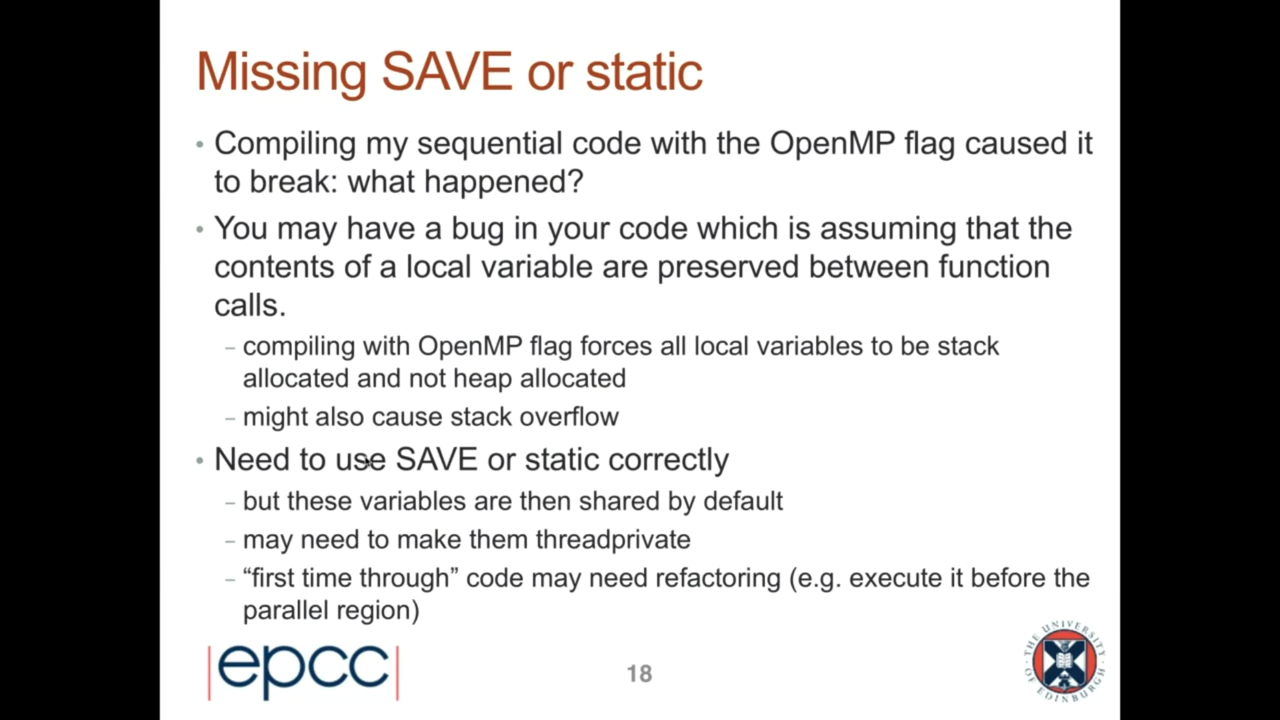 Missing SAVE or static
• Compiling my sequential code with the OpenMP flag caused it
to break: what happened?
• You may have a bug in your code which is assuming that the
contents of a local variable are preserved between function
calls.
– compiling with OpenMP flag forces all local variables to be stack
allocated and not heap allocated
– might also cause stack overflow
• Need to use SAVE or static correctly
– but these variables are then shared by default
– may need to make them threadprivate
– “first time through” code may need refactoring (e.g. execute it before the
parallel region)
|epcc|
18
THE UNIVERSITY
OF EDINBURGH